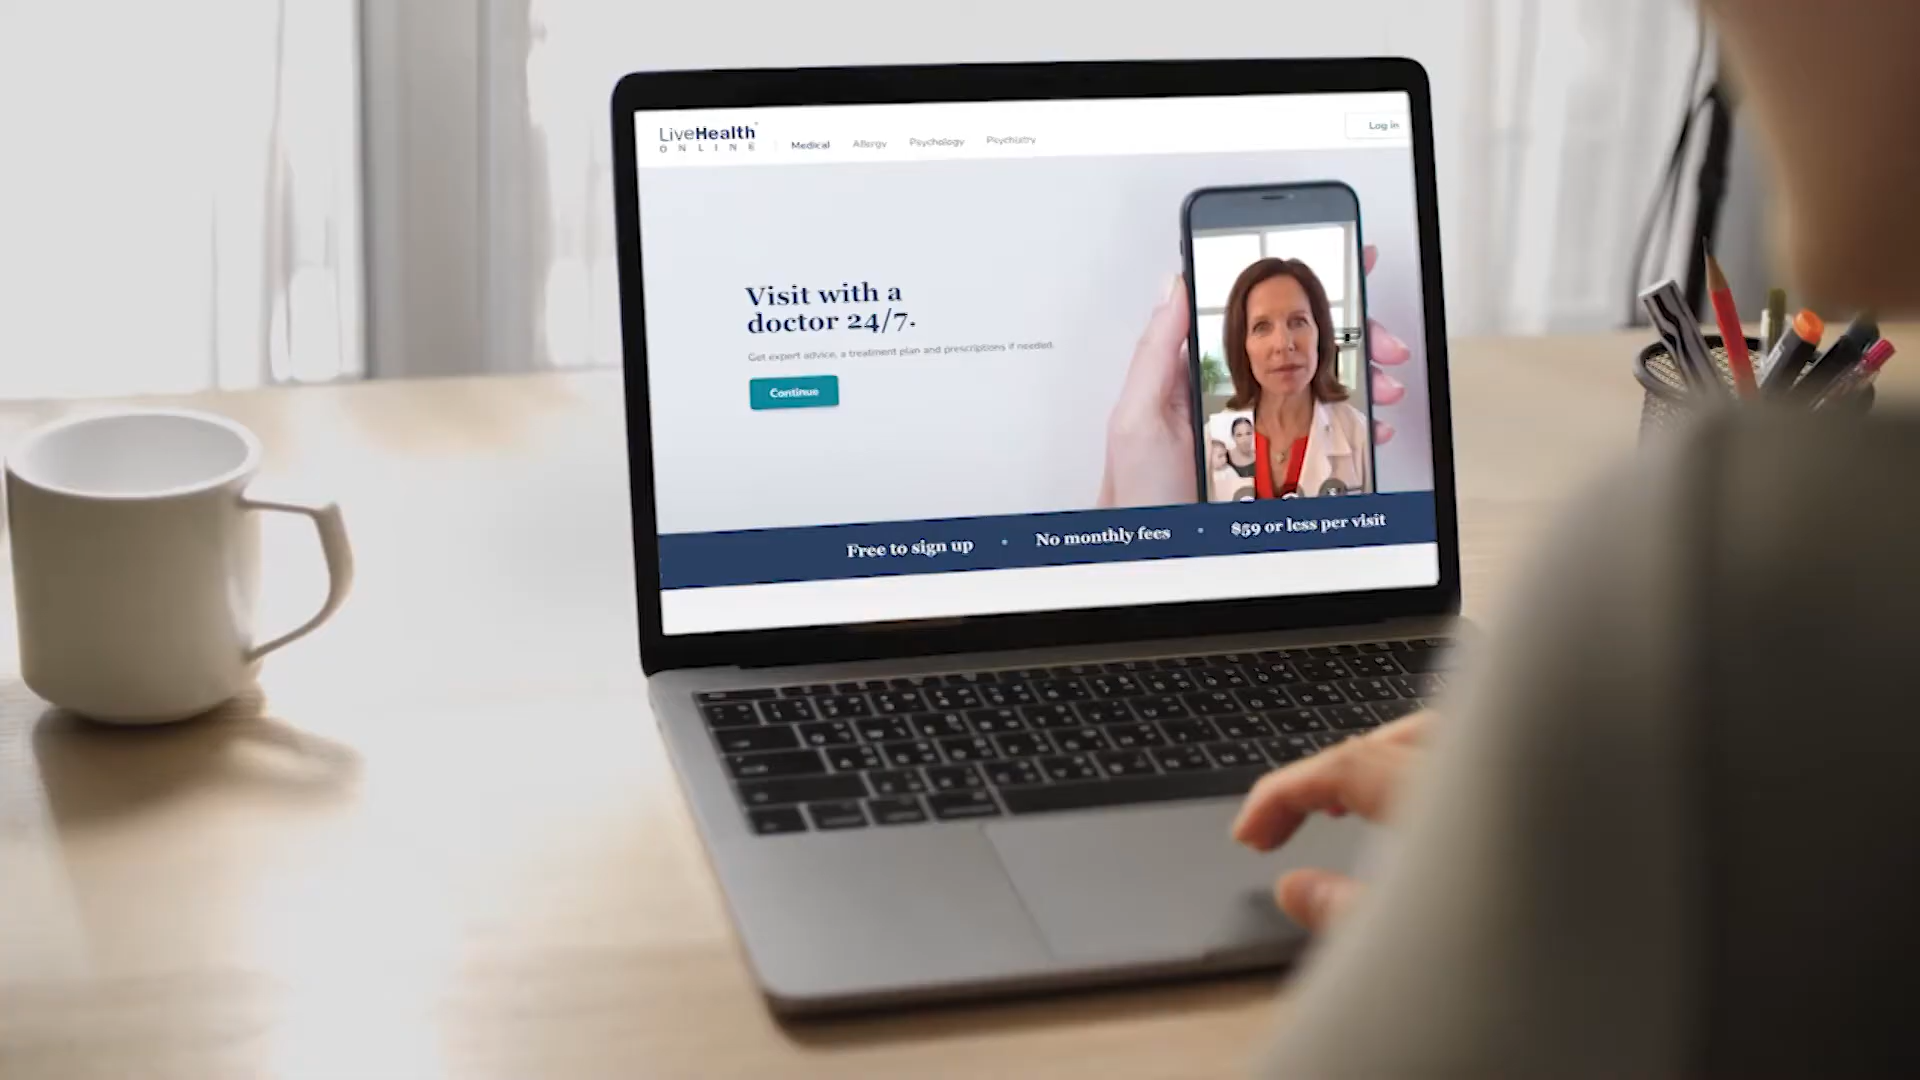 LiveHealth
ONLINE
Medical
Allergy
Psychology
Psychiatry
Log in
Visit with a
doctor 24/7.
Get expert advice, a treatment plan and prescriptions if needed.
Continue
Free to sign up • No monthly fees • $59 or less per visit